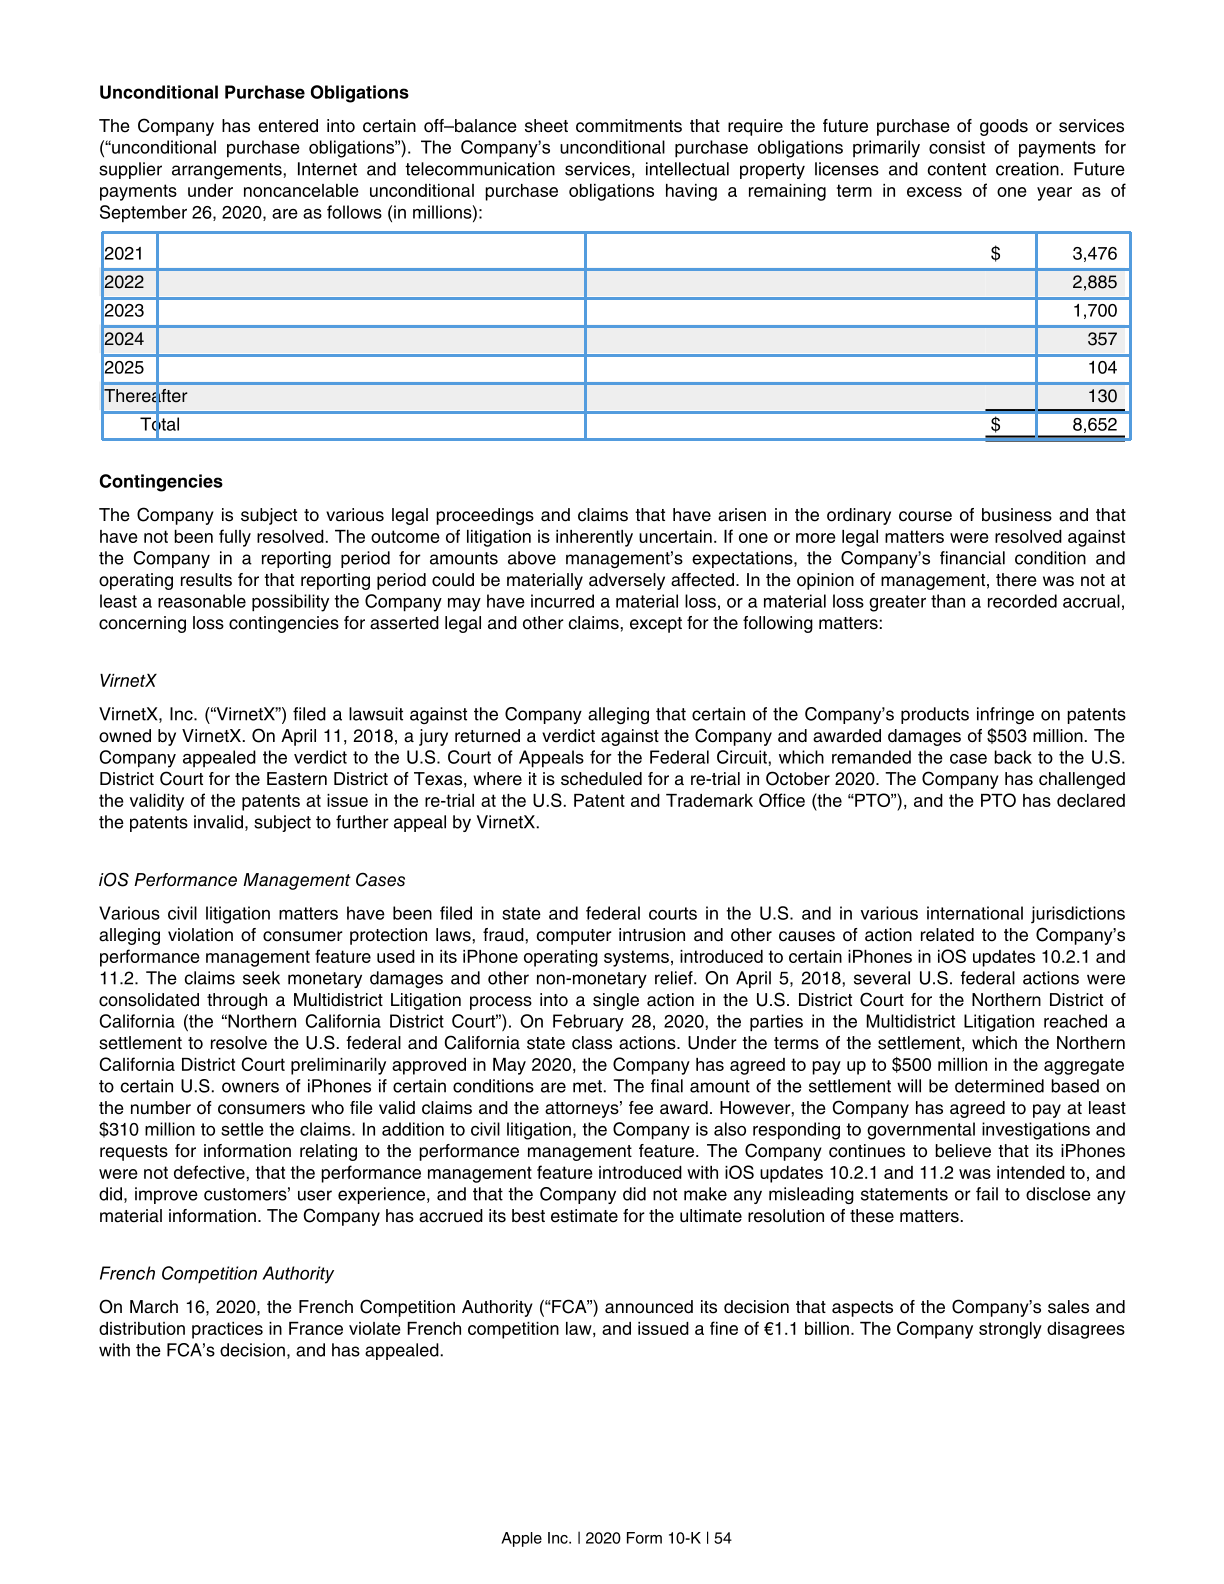 Unconditional Purchase Obligations
The Company has entered into certain off–balance sheet commitments that require the future purchase of goods or services
(“unconditional purchase obligations”). The Company’s unconditional purchase obligations primarily consist of payments for
supplier arrangements, Internet and telecommunication services, intellectual property licenses and content creation. Future
payments under noncancelable unconditional purchase obligations having a remaining term in excess of one year as of
September 26, 2020, are as follows (in millions):
2021 $ 3,476
2022 2,885
2023 1,700
2024 357
2025 104
Thereafter 130
Total $ 8,652
Contingencies
The Company is subject to various legal proceedings and claims that have arisen in the ordinary course of business and that
have not been fully resolved. The outcome of litigation is inherently uncertain. If one or more legal matters were resolved against
the Company in a reporting period for amounts above management’s expectations, the Company’s financial condition and
operating results for that reporting period could be materially adversely affected. In the opinion of management, there was not at
least a reasonable possibility the Company may have incurred a material loss, or a material loss greater than a recorded accrual,
concerning loss contingencies for asserted legal and other claims, except for the following matters:
VirnetX
VirnetX, Inc. (“VirnetX”) filed a lawsuit against the Company alleging that certain of the Company’s products infringe on patents
owned by VirnetX. On April 11, 2018, a jury returned a verdict against the Company and awarded damages of $503 million. The
Company appealed the verdict to the U.S. Court of Appeals for the Federal Circuit, which remanded the case back to the U.S.
District Court for the Eastern District of Texas, where it is scheduled for a re-trial in October 2020. The Company has challenged
the validity of the patents at issue in the re-trial at the U.S. Patent and Trademark Office (the “PTO”), and the PTO has declared
the patents invalid, subject to further appeal by VirnetX.
iOS Performance Management Cases
Various civil litigation matters have been filed in state and federal courts in the U.S. and in various international jurisdictions
alleging violation of consumer protection laws, fraud, computer intrusion and other causes of action related to the Company’s
performance management feature used in its iPhone operating systems, introduced to certain iPhones in iOS updates 10.2.1 and
11.2. The claims seek monetary damages and other non-monetary relief. On April 5, 2018, several U.S. federal actions were
consolidated through a Multidistrict Litigation process into a single action in the U.S. District Court for the Northern District of
California (the “Northern California District Court”). On February 28, 2020, the parties in the Multidistrict Litigation reached a
settlement to resolve the U.S. federal and California state class actions. Under the terms of the settlement, which the Northern
California District Court preliminarily approved in May 2020, the Company has agreed to pay up to $500 million in the aggregate
to certain U.S. owners of iPhones if certain conditions are met. The final amount of the settlement will be determined based on
the number of consumers who file valid claims and the attorneys’ fee award. However, the Company has agreed to pay at least
$310 million to settle the claims. In addition to civil litigation, the Company is also responding to governmental investigations and
requests for information relating to the performance management feature. The Company continues to believe that its iPhones
were not defective, that the performance management feature introduced with iOS updates 10.2.1 and 11.2 was intended to, and
did, improve customers’ user experience, and that the Company did not make any misleading statements or fail to disclose any
material information. The Company has accrued its best estimate for the ultimate resolution of these matters.
French Competition Authority
On March 16, 2020, the French Competition Authority (“FCA”) announced its decision that aspects of the Company’s sales and
distribution practices in France violate French competition law, and issued a fine of €1.1 billion. The Company strongly disagrees
with the FCA’s decision, and has appealed.
Apple Inc. | 2020 Form 10-K | 54